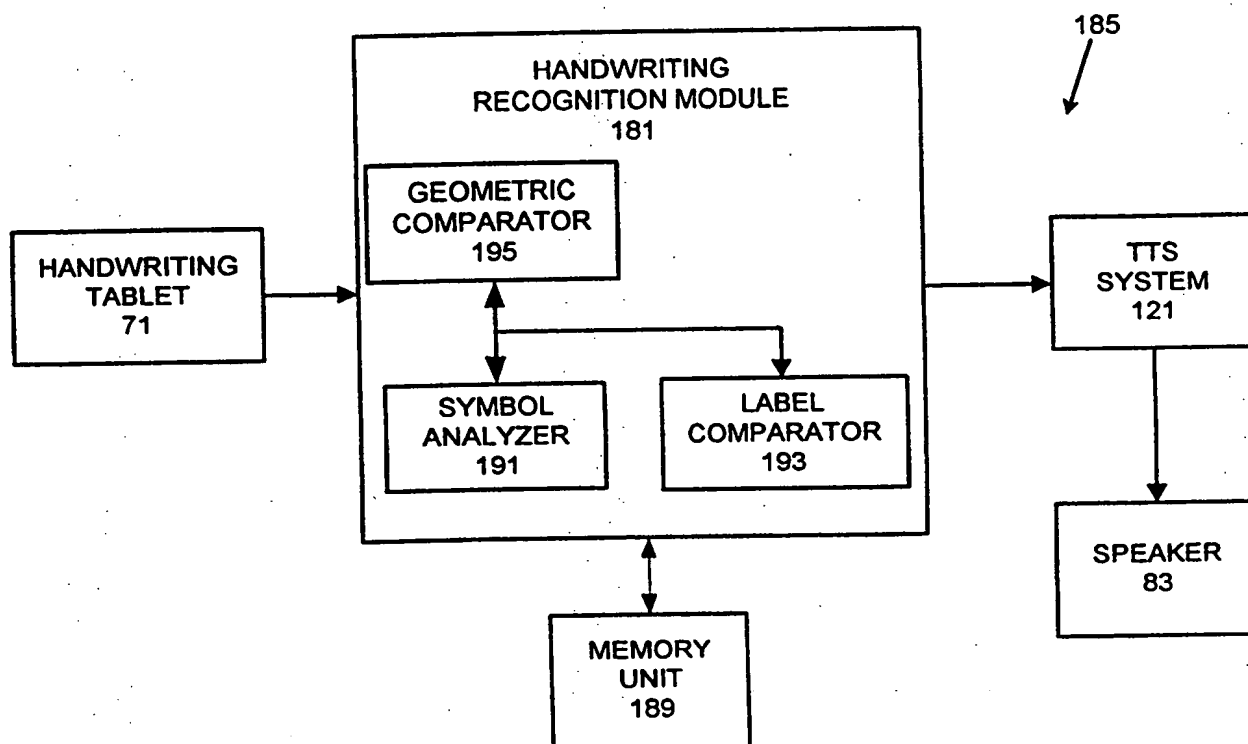 185
HANDWRITING
RECOGNITION MODULE
181
GEOMETRIC
COMPARATOR
195
HANDWRITING
TABLET
71
TTS
SYSTEM
121
SYMBOL
ANALYZER
191
LABEL
COMPARATOR
193
SPEAKER
83
MEMORY
UNIT
189